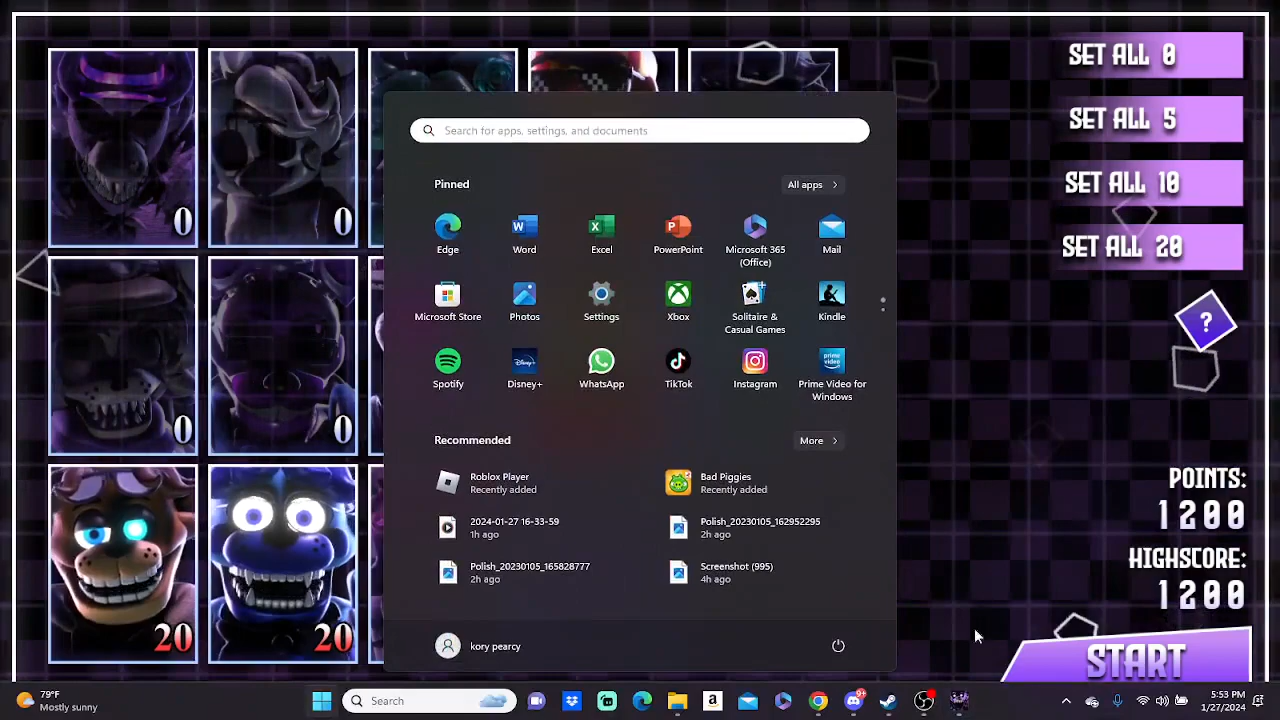 SET ALL 0
SET ALL 5
SET ALL 10
SET ALL 20
?
0
0
0
0
20
20
POINTS:
1200
HIGHSCORE:
1200
START
Search for apps, settings, and documents
Pinned
All apps
Edge
Word
Excel
PowerPoint
Microsoft 365
(Office)
Mail
Microsoft Store
Photos
Settings
Xbox
Solitaire &
Casual Games
Kindle
Spotify
Disney+
WhatsApp
TikTok
Instagram
Prime Video for
Windows
Recommended
More
Roblox Player
Recently added
Bad Piggies
Recently added
2024-01-27 16-33-59
1h ago
Polish_20230105_162952295
2h ago
Polish_20230105_165828777
2h ago
Screenshot (995)
4h ago
kory pearcy
79°F
Mostly sunny
Search
9+
5:53 PM
1/27/2024